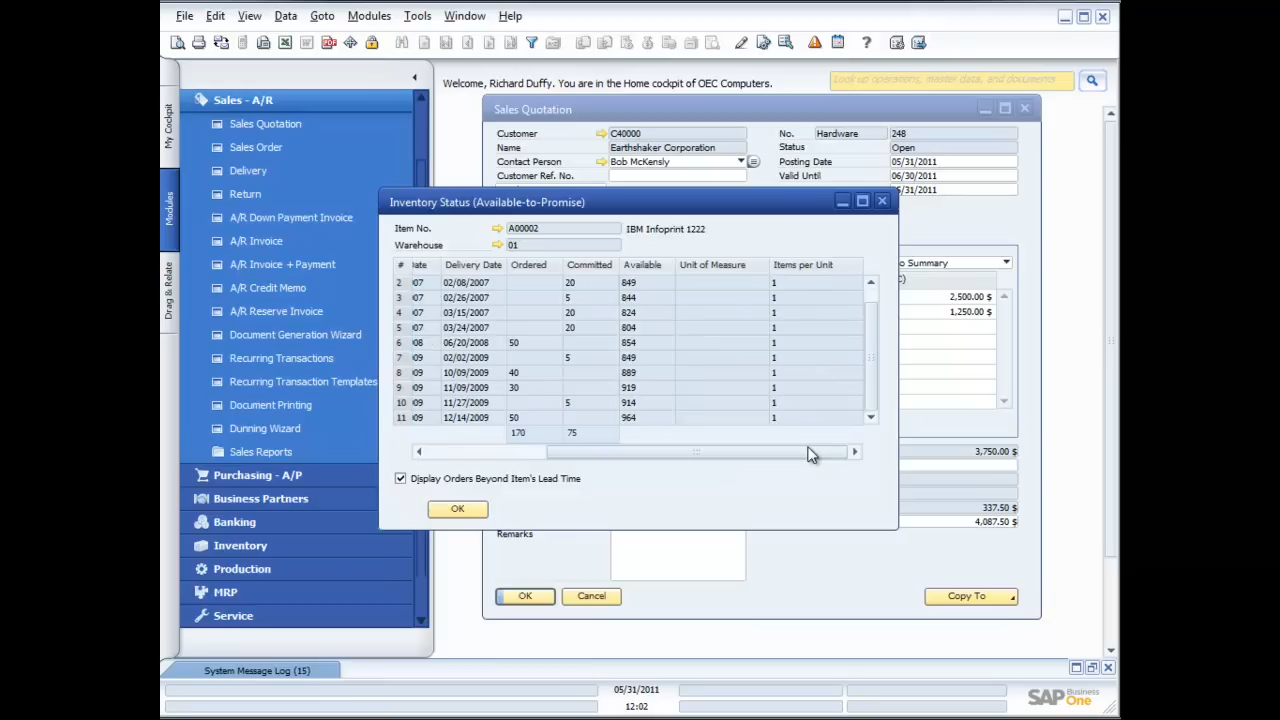 File Edit View Data Goto Modules Tools Window Help
Welcome, Richard Duffy. You are in the Home cockpit of OEC Computers.
Look up operations, master data, and documents
My Cockpit
Modules
Drag & Relate
Sales - A/R
Sales Quotation
Sales Order
Delivery
Return
A/R Down Payment Invoice
A/R Invoice
A/R Invoice + Payment
A/R Credit Memo
A/R Reserve Invoice
Document Generation Wizard
Recurring Transactions
Recurring Transaction Templates
Document Printing
Dunning Wizard
Sales Reports
Purchasing - A/P
Business Partners
Banking
Inventory
Production
MRP
Service
Sales Quotation
Customer C40000 No. Hardware 248
Name Earthshaker Corporation Status Open
Contact Person Bob McKensly Posting Date 05/31/2011
Customer Ref. No. Valid Until 06/30/2011
/31/2011
o Summary
C)
2,500.00 $
1,250.00 $
3,750.00 $
337.50 $
4,087.50 $
Inventory Status (Available-to-Promise)
Item No. A00002 IBM Infoprint 1222
Warehouse 01
# ate Delivery Date Ordered Committed Available Unit of Measure Items per Unit
2 07 02/08/2007 20 849 1
3 07 02/26/2007 5 844 1
4 07 03/15/2007 20 824 1
5 07 03/24/2007 20 804 1
6 08 06/20/2008 50 854 1
7 09 02/02/2009 5 849 1
8 09 10/09/2009 40 889 1
9 09 11/09/2009 30 919 1
10 09 11/27/2009 5 914 1
11 09 12/14/2009 50 964 1
170 75
Display Orders Beyond Item's Lead Time
OK
Remarks
OK Cancel Copy To
System Message Log (15)
05/31/2011
12:02
SAP Business One